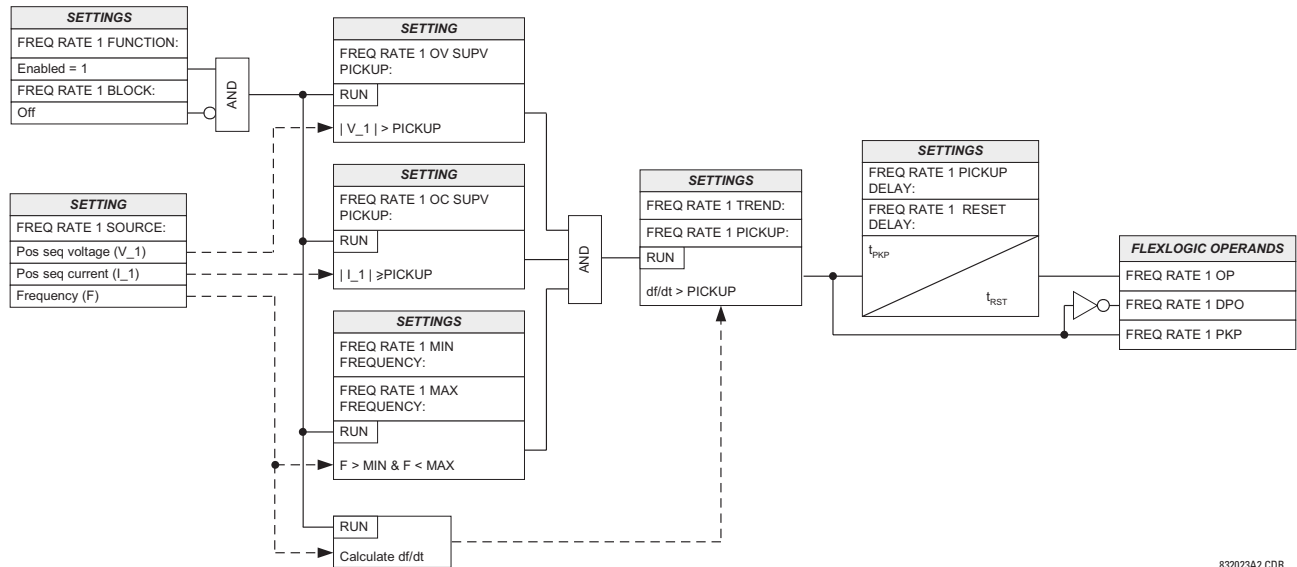 SETTINGS
FREQ RATE 1 FUNCTION:
Enabled = 1
FREQ RATE 1 BLOCK:
Off
AND
SETTING
FREQ RATE 1 SOURCE:
Pos seq voltage (V_1)
Pos seq current (I_1)
Frequency (F)
SETTING
FREQ RATE 1 OV SUPV
PICKUP:
RUN
| V_1 | > PICKUP
SETTING
FREQ RATE 1 OC SUPV
PICKUP:
RUN
| I_1 | ≥PICKUP
SETTINGS
FREQ RATE 1 MIN
FREQUENCY:
FREQ RATE 1 MAX
FREQUENCY:
RUN
F > MIN & F < MAX
RUN
Calculate df/dt
AND
SETTINGS
FREQ RATE 1 TREND:
FREQ RATE 1 PICKUP:
RUN
df/dt > PICKUP
SETTINGS
FREQ RATE 1 PICKUP
DELAY:
FREQ RATE 1 RESET
DELAY:
tPKP
tRST
FLEXLOGIC OPERANDS
FREQ RATE 1 OP
FREQ RATE 1 DPO
FREQ RATE 1 PKP
832023A2.CDR